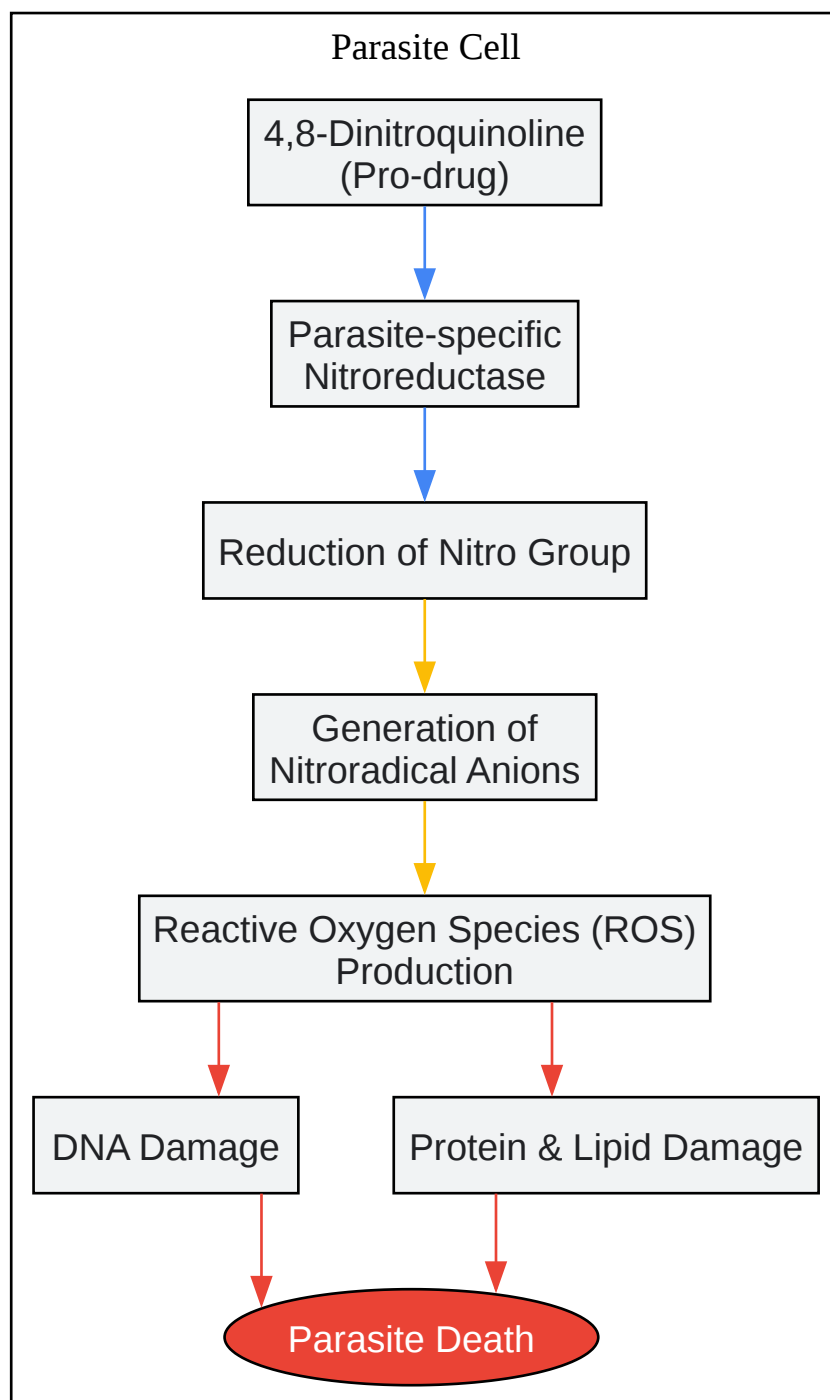 Parasite Cell
4,8-Dinitroquinoline
(Pro-drug)
Parasite-specific
Nitroreductase
Reduction of Nitro Group
Generation of
Nitroradical Anions
Reactive Oxygen Species (ROS)
Production
DNA Damage
Protein & Lipid Damage
Parasite Death